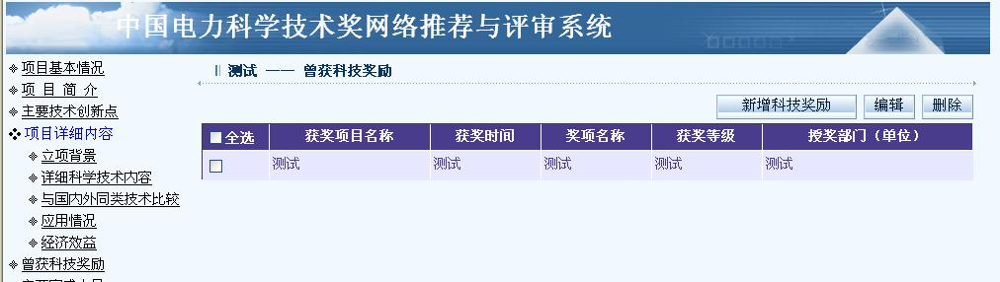 中国电力科学技术奖网络推荐与评审系统
项目基本情况
项 目 简 介
主要技术创新点
项目详细内容
立项背景
详细科学技术内容
与国内外同类技术比较
应用情况
经济效益
曾获科技奖励
测试 —— 曾获科技奖励
新增科技奖励 编辑 删除
全选 获奖项目名称 获奖时间 奖项名称 获奖等级 授奖部门（单位）
测试 测试 测试 测试 测试